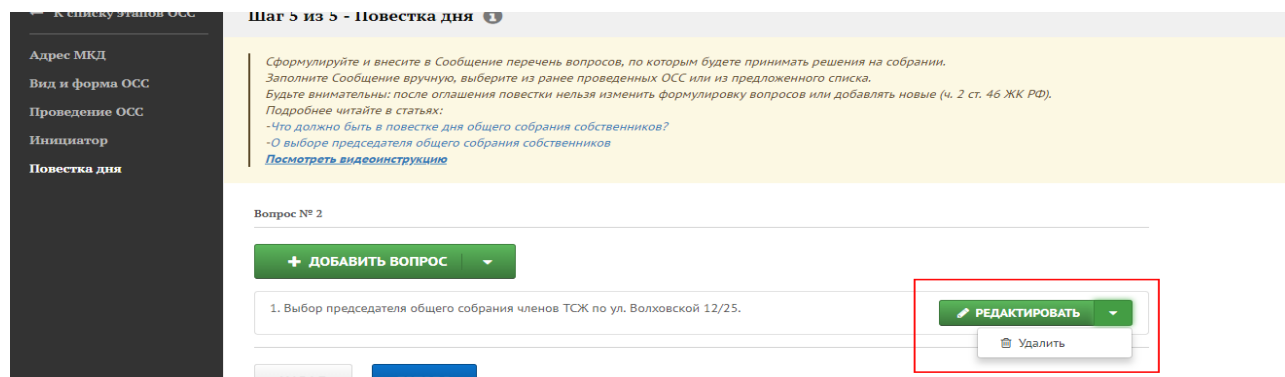 ← К списку этапов ОСС
Шаг 5 из 5 - Повестка дня
Адрес МКД
Вид и форма ОСС
Проведение ОСС
Инициатор
Повестка дня
Сформулируйте и внесите в Сообщение перечень вопросов, по которым будете принимать решения на собрании.
Заполните Сообщение вручную, выберите из ранее проведенных ОСС или из предложенного списка.
Будьте внимательны: после оглашения повестки нельзя изменить формулировку вопросов или добавлять новые (ч. 2 ст. 46 ЖК РФ).
Подробнее читайте в статьях:
-Что должно быть в повестке дня общего собрания собственников?
-О выборе председателя общего собрания собственников
Посмотреть видеоинструкцию
Вопрос № 2
+ ДОБАВИТЬ ВОПРОС
1. Выбор председателя общего собрания членов ТСЖ по ул. Волховской 12/25.
РЕДАКТИРОВАТЬ
Удалить